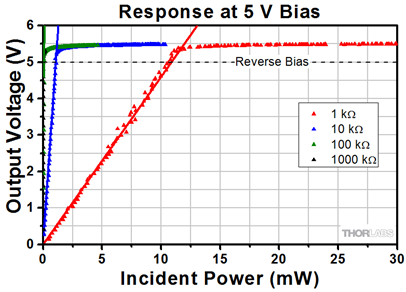 Response at 5 V Bias
Output Voltage (V)
6
5
4
3
2
1
0
Reverse Bias
1 kΩ
10 kΩ
100 kΩ
1000 kΩ
THORLABS
0
5
10
15
20
25
30
Incident Power (mW)